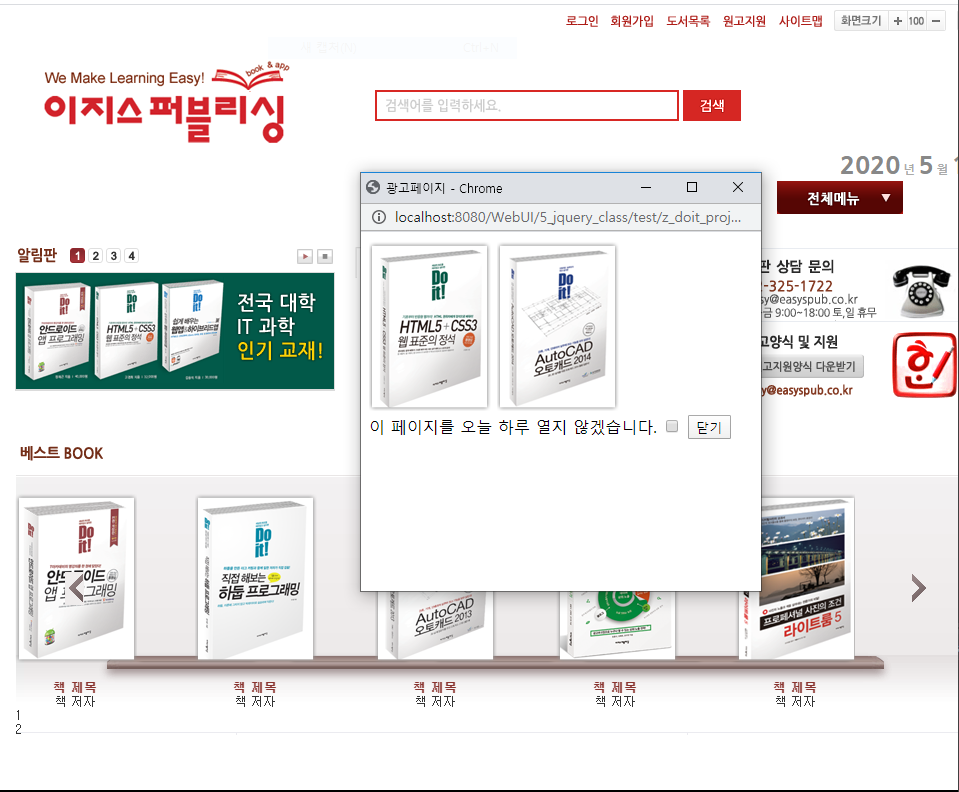 로그인 회원가입 도서목록 원고지원 사이트맵 화면크기 + 100 −
book & app
We Make Learning Easy!
이지스 퍼블리싱
검색어를 입력하세요. 검색
2020 년 5 월 1
전체메뉴 ▼
광고페이지 - Chrome
localhost:8080/WebUI/5_jquery_class/test/z_doit_proj...
알림판 1 2 3 4
전국 대학
IT 과학
인기 교재!
Do it!
안드로이드
앱 프로그래밍
Do it!
HTML5+CSS3
웹 표준의 정석
Do it!
쉽게 배우는
웹앱&하이브리드앱
Do it!
HTML5+CSS3
웹 표준의 정석
Do it!
AutoCAD
오토캐드 2014
이 페이지를 오늘 하루 열지 않겠습니다. 닫기
판 상담 문의
-325-1722
sy@easyspub.co.kr
금 9:00~18:00 토,일 휴무
고양식 및 지원
고지원양식 다운받기
y@easyspub.co.kr
한
베스트 BOOK
Do it!
안드로이드
앱 프로그래밍
Do it!
직접 해보는
하둡 프로그래밍
AutoCAD
오토캐드 2013
프로페셔널 사진의 조건
라이트룸 5
책 제목 책 제목 책 제목 책 제목 책 제목
책 저자 책 저자 책 저자 책 저자 책 저자
1
2